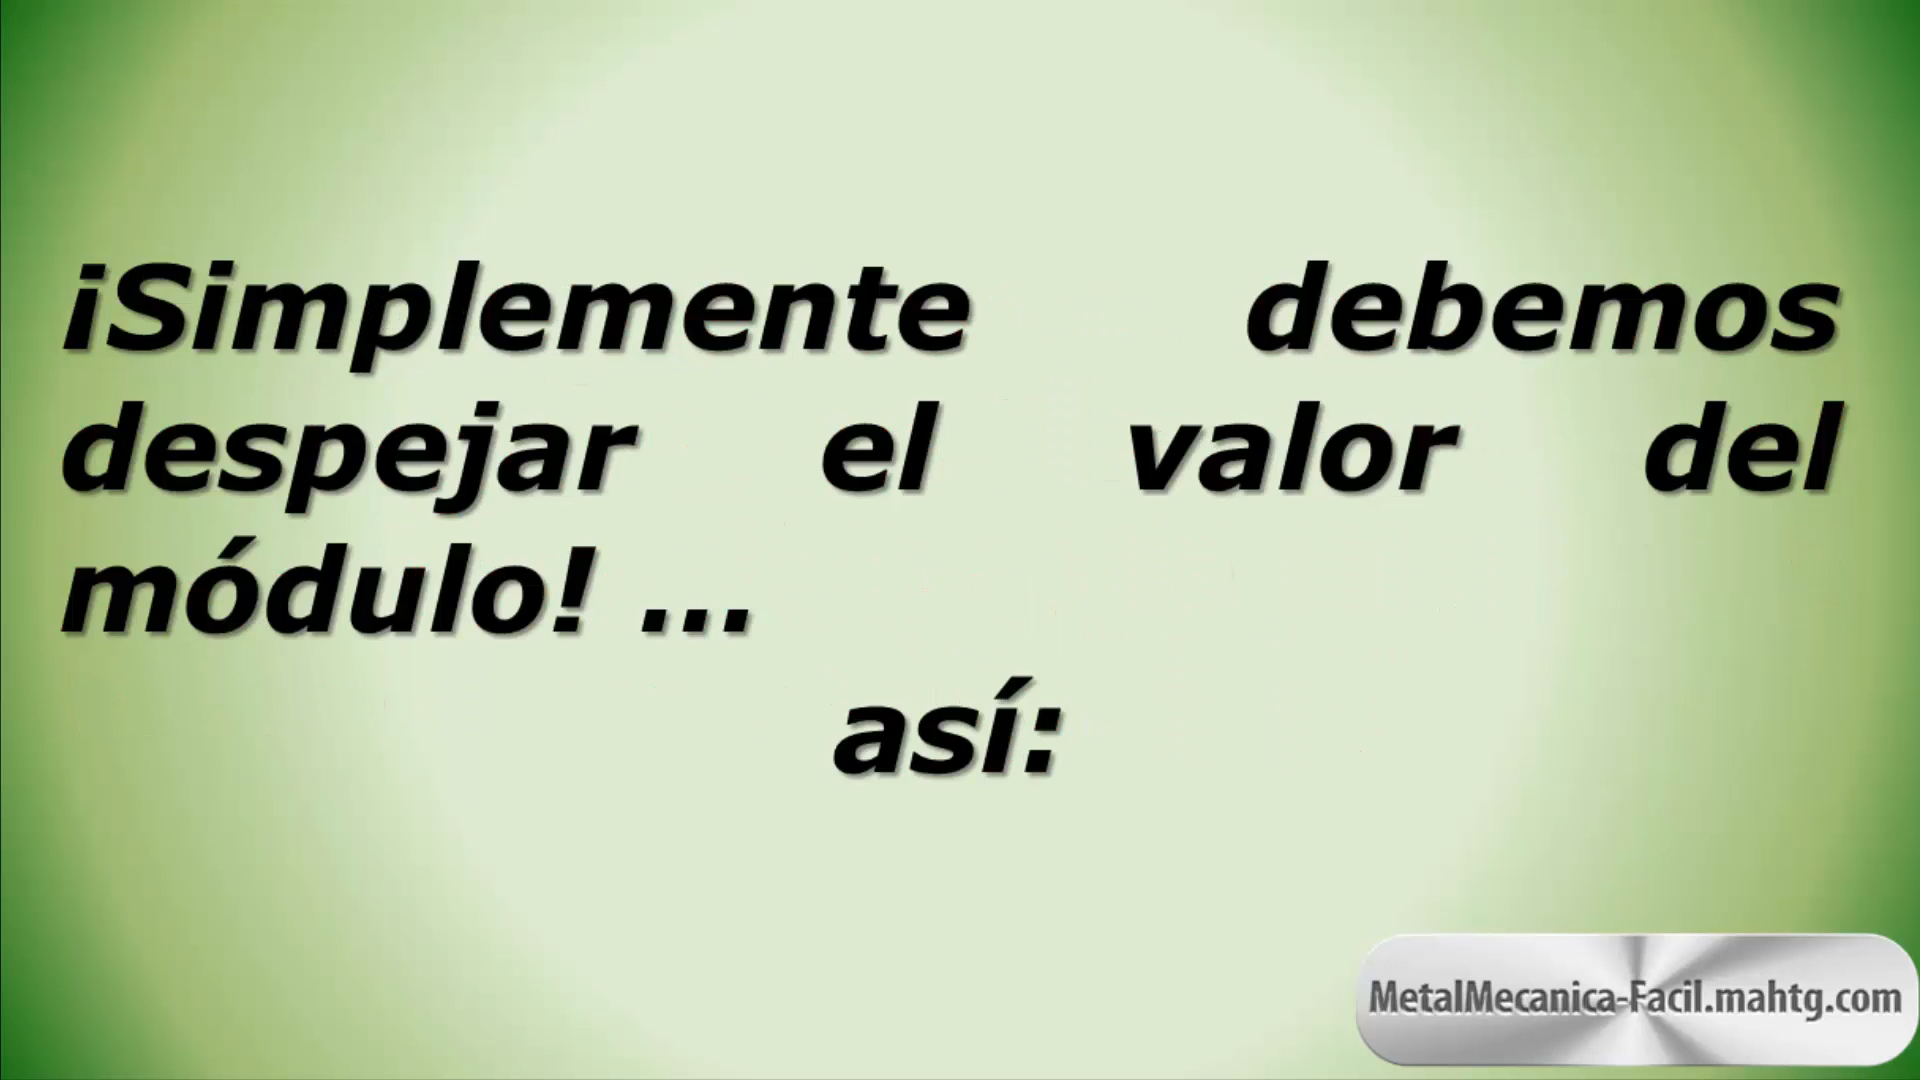 ¡Simplemente debemos
despejar el valor del
módulo! ...
así:
MetalMecanica-Facil.mahtg.com